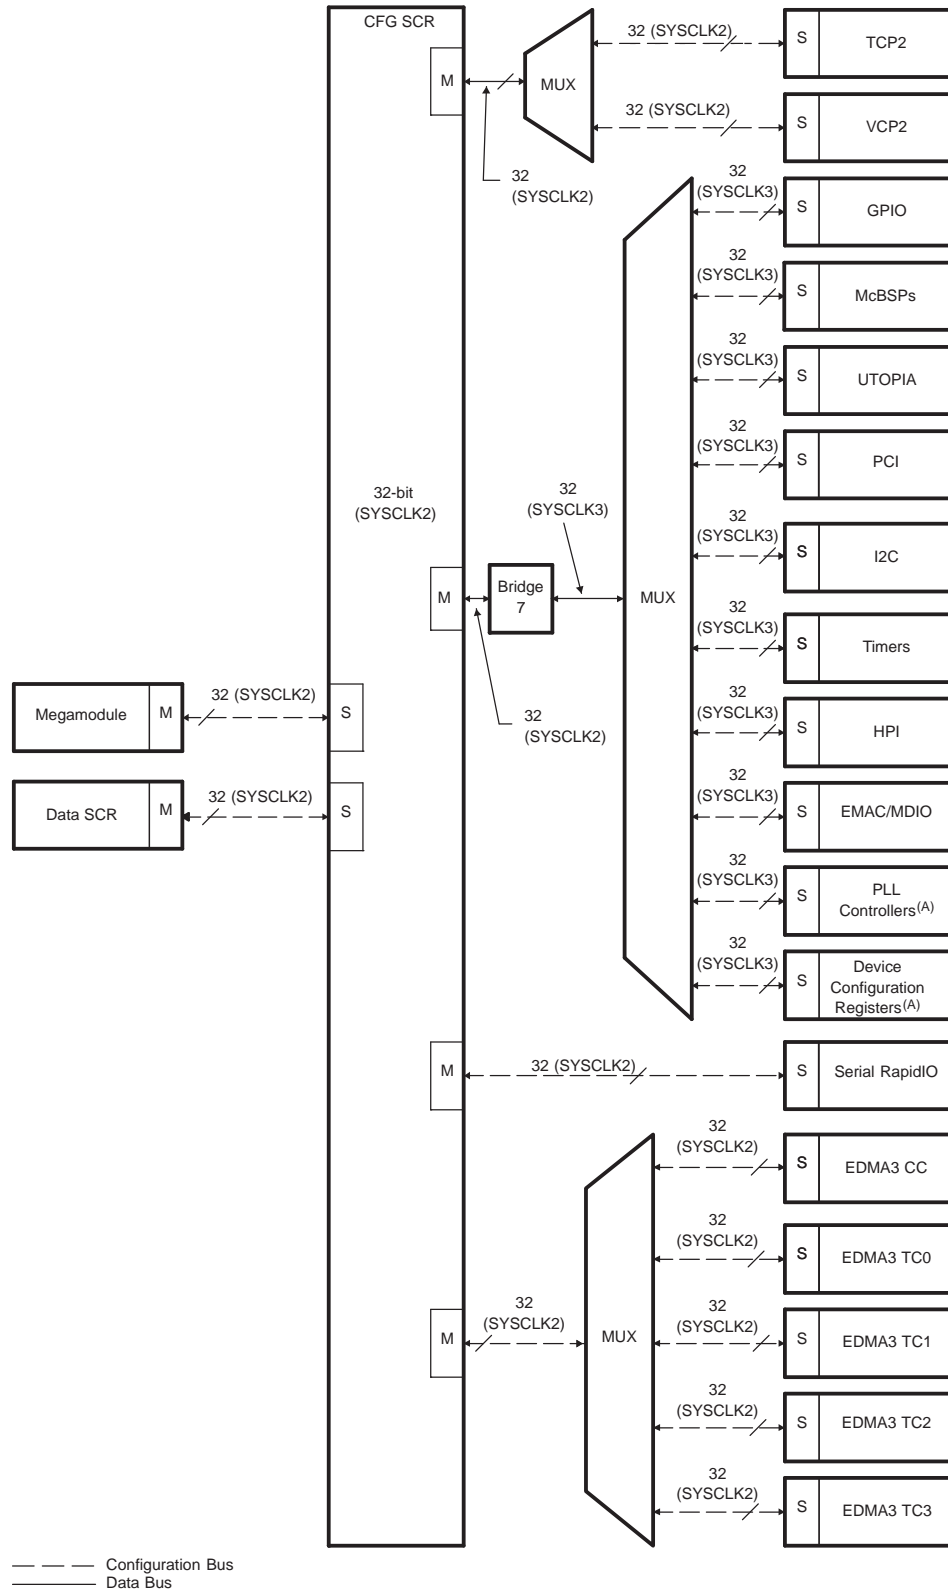 CFG SCR
M
32
(SYSCLK2)
MUX
32 (SYSCLK2)
S
TCP2
32 (SYSCLK2)
S
VCP2
32
(SYSCLK3)
S
GPIO
32
(SYSCLK3)
S
McBSPs
32
(SYSCLK3)
S
UTOPIA
32
(SYSCLK3)
S
PCI
32-bit
(SYSCLK2)
32
(SYSCLK3)
32
(SYSCLK3)
S
I2C
M
Bridge
7
MUX
32
(SYSCLK2)
32
(SYSCLK3)
S
Timers
32
(SYSCLK3)
S
HPI
Megamodule
M
32 (SYSCLK2)
S
Data SCR
M
32 (SYSCLK2)
S
32
(SYSCLK3)
S
EMAC/MDIO
32
(SYSCLK3)
S
PLL
Controllers(A)
32
(SYSCLK3)
S
Device
Configuration
Registers(A)
M
32 (SYSCLK2)
S
Serial RapidIO
32
(SYSCLK2)
S
EDMA3 CC
32
(SYSCLK2)
S
EDMA3 TC0
M
32
(SYSCLK2)
MUX
32
(SYSCLK2)
S
EDMA3 TC1
32
(SYSCLK2)
S
EDMA3 TC2
32
(SYSCLK2)
S
EDMA3 TC3
Configuration Bus
Data Bus